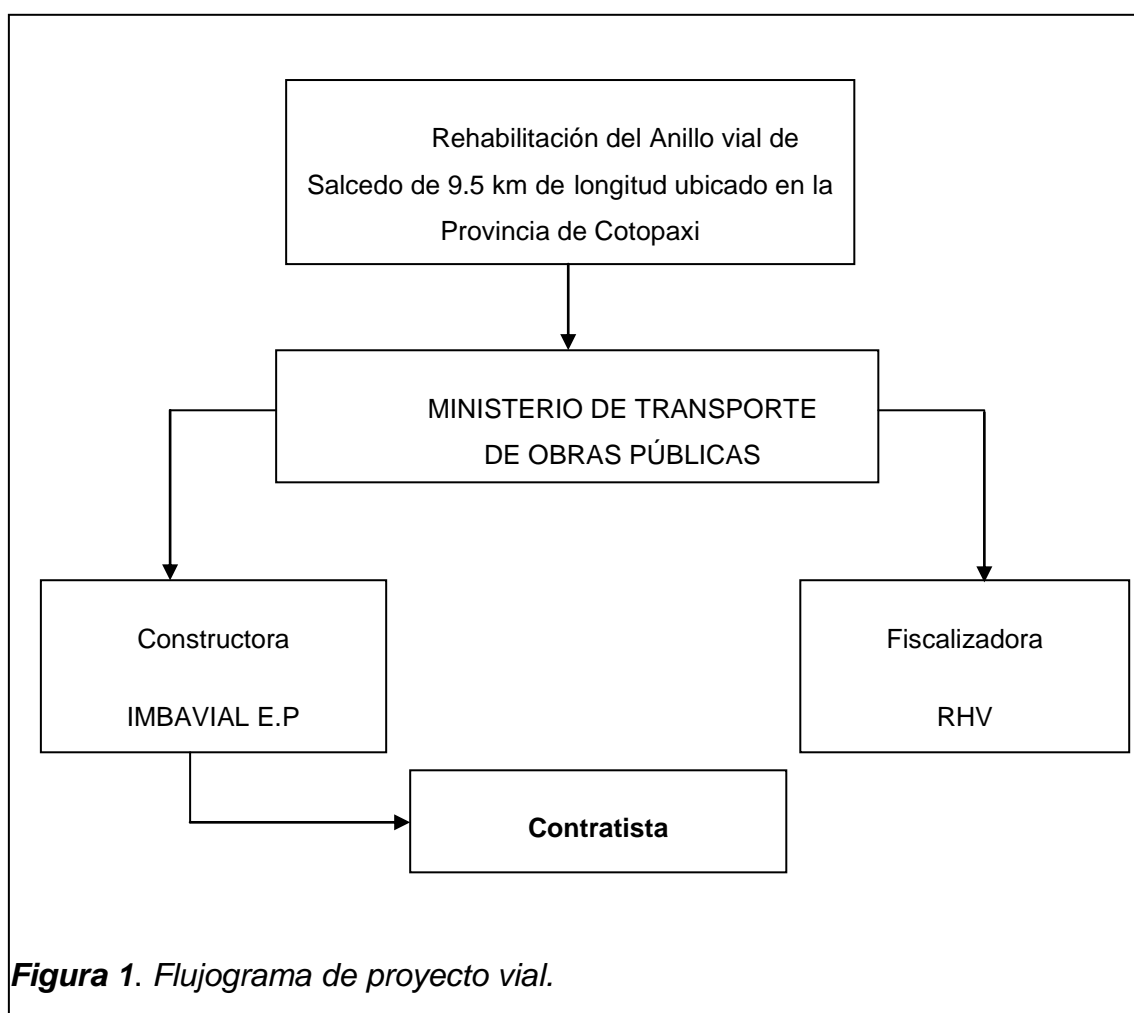 Rehabilitación del Anillo vial de
Salcedo de 9.5 km de longitud ubicado en la
Provincia de Cotopaxi
MINISTERIO DE TRANSPORTE
DE OBRAS PÚBLICAS
Constructora
IMBAVIAL E.P
Fiscalizadora
RHV
Contratista
Figura 1. Flujograma de proyecto vial.